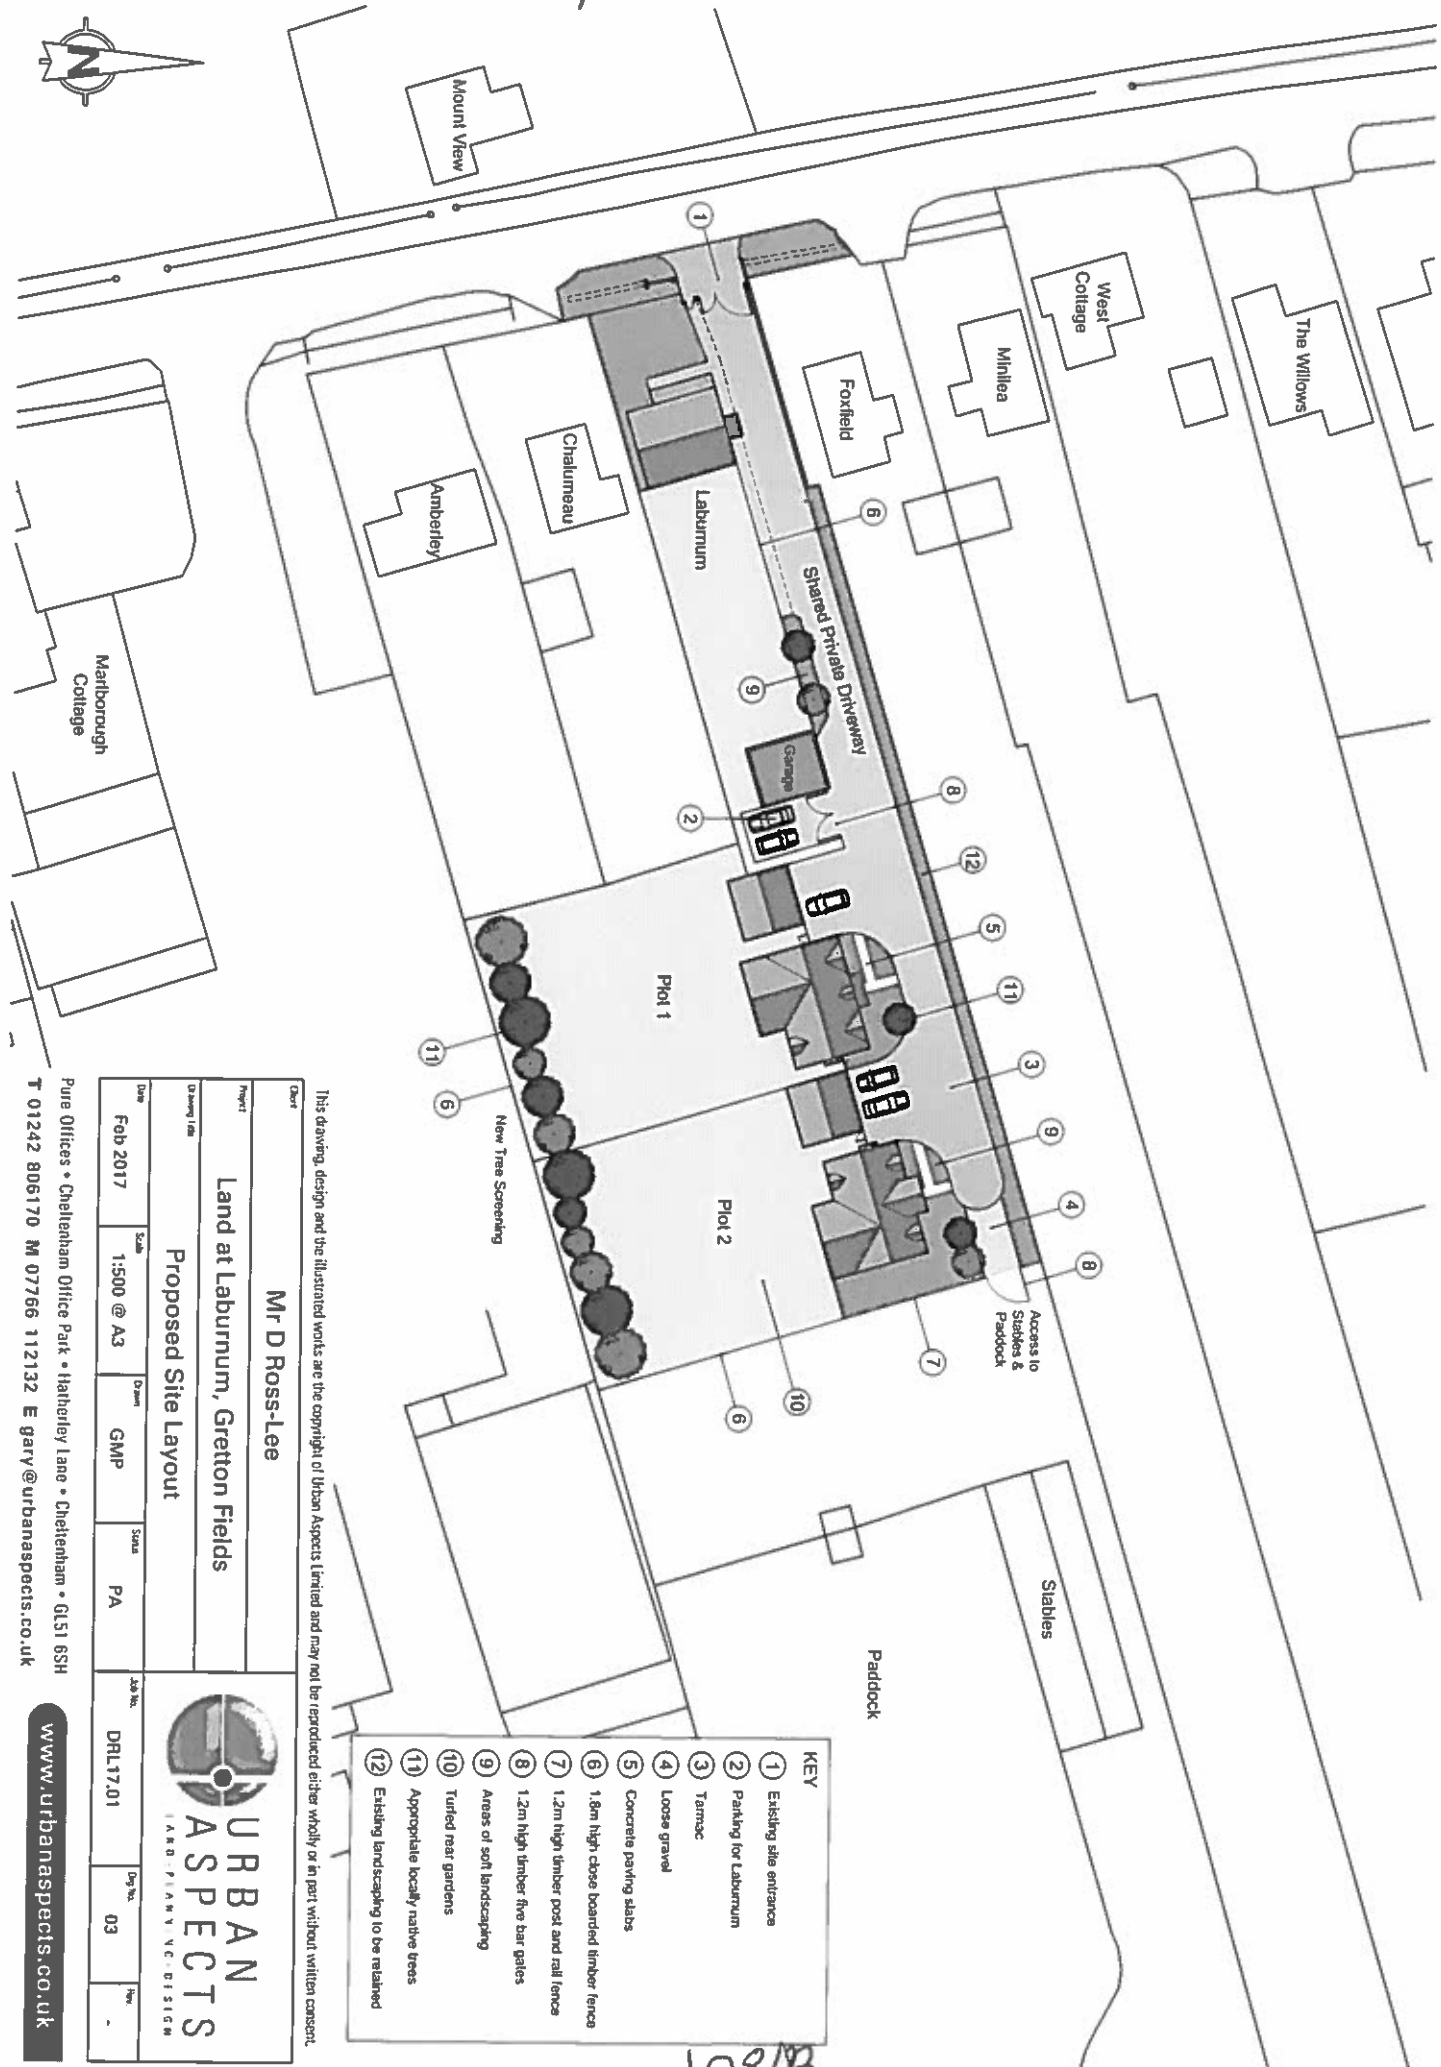 N
Mount View
West
Cottage
The Willows
Minilea
Foxfield
Chalumeau
Amberley
Marlborough
Cottage
Laburnum
Shared Private Driveway
Garage
Plot 1
Plot 2
New Tree Screening
Access to
Stables &
Paddock
Stables
Paddock
1
6
9
2
8
12
5
11
3
9
4
8
7
6
10
11
6
KEY
1 Existing site entrance
2 Parking for Laburnum
3 Tarmac
4 Loose gravel
5 Concrete paving slabs
6 1.8m high close boarded timber fence
7 1.2m high timber post and rail fence
8 1.2m high timber five bar gates
9 Areas of soft landscaping
10 Turfed rear gardens
11 Appropriate locally native trees
12 Existing landscaping to be retained
This drawing, design and the illustrated works are the copyright of Urban Aspects Limited and may not be reproduced either wholly or in part without written consent.
Client
Mr D Ross-Lee
Project
Land at Laburnum, Gretton Fields
Drawing Title
Proposed Site Layout
Date
Feb 2017
Scale
1:500 @ A3
Drawn
GMP
Status
PA
Job No.
DRL17.01
Drg No.
03
Rev.
-
URBAN
ASPECTS
LAND·PLANNING·DESIGN
Pure Offices • Cheltenham Office Park • Hatherley Lane • Cheltenham • GL51 6SH
T 01242 806170 M 07766 112132 E gary@urbanaspects.co.uk
www.urbanaspects.co.uk